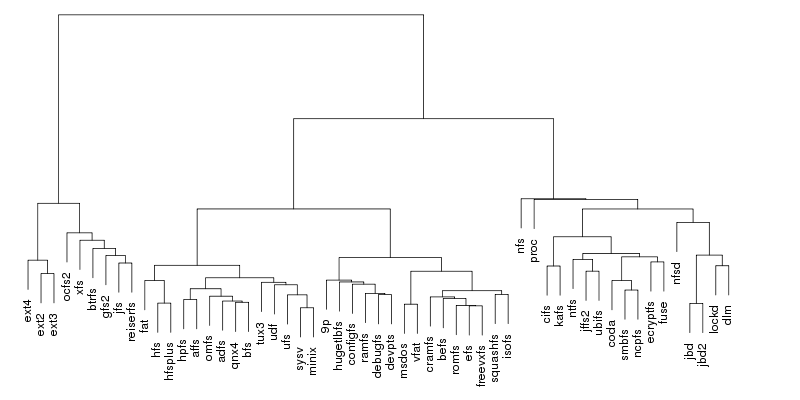 ext4
ext2
ext3
ocfs2
xfs
btrfs
gfs2
jfs
reiserfs
fat
hfs
hfsplus
hpfs
affs
omfs
adfs
qnx4
bfs
tux3
udf
ufs
sysv
minix
9p
hugetlbfs
configfs
ramfs
debugfs
devpts
msdos
vfat
cramfs
befs
romfs
efs
freevxfs
squashfs
isofs
nfs
proc
cifs
kafs
ntfs
jffs2
ubifs
coda
smbfs
ncpfs
ecryptfs
fuse
nfsd
jbd
jbd2
lockd
dlm